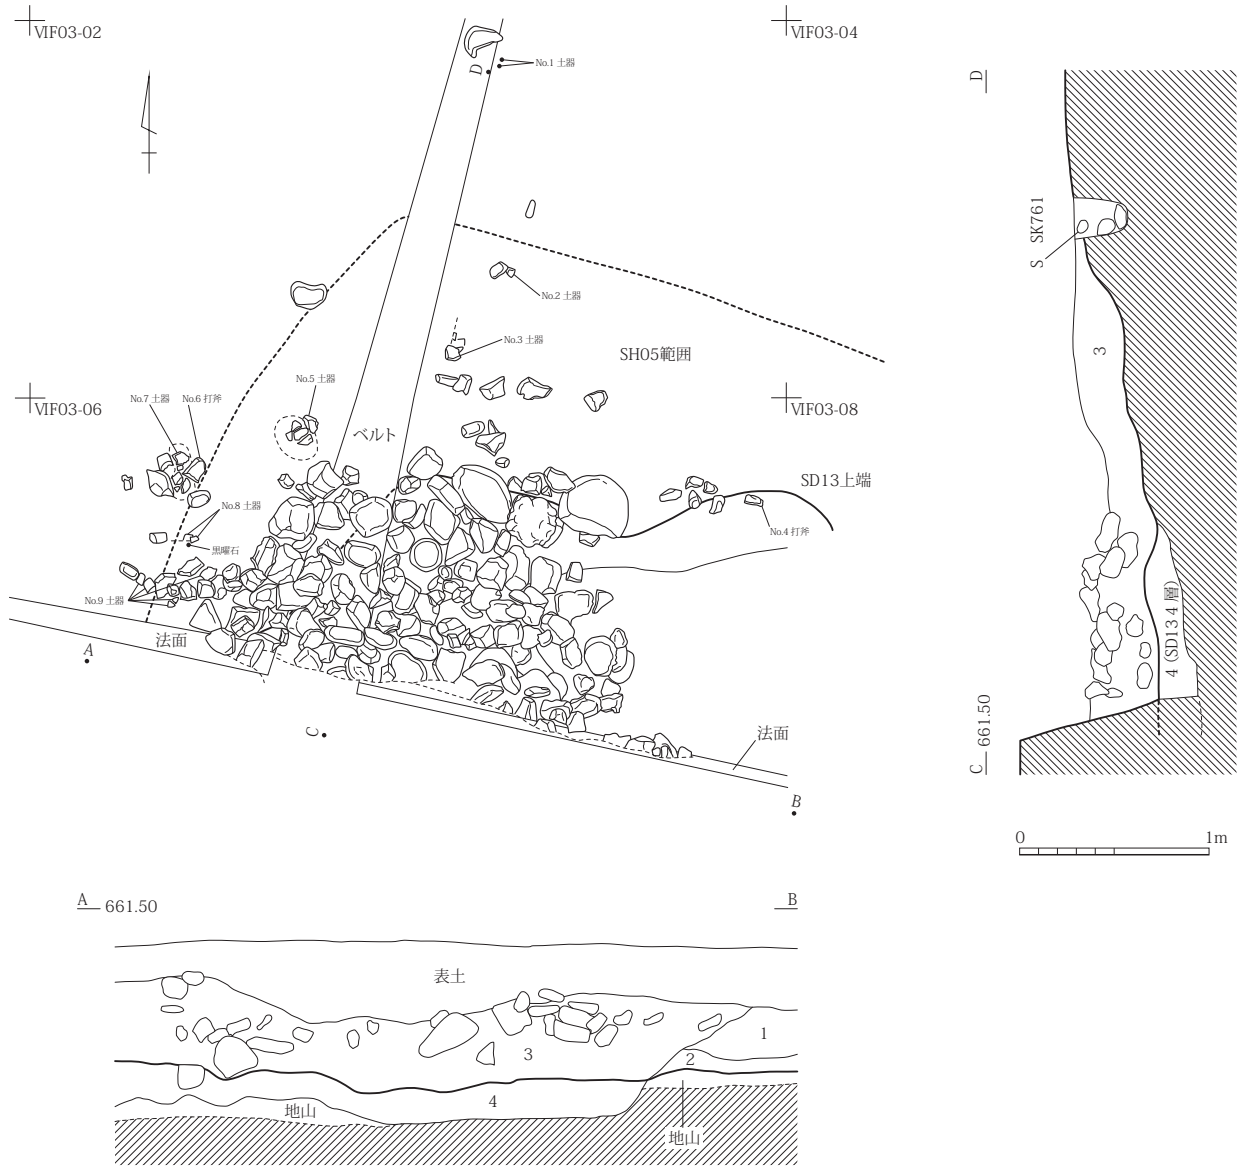 VIF03-02
VIF03-04
D
No.1 土器
D
SK761
S
No.2 土器
No.3 土器
SH05範囲
3
No.5 土器
No.7 土器
No.6 打斧
VIF03-06
VIF03-08
ベルト
SD13上端
No.4 打斧
No.8 土器
黒曜石
No.9 土器
4 (SD13 4 層)
法面
A
C
法面
B
C 661.50
0 1m
A 661.50
B
表土
1
2
3
4
地山
地山